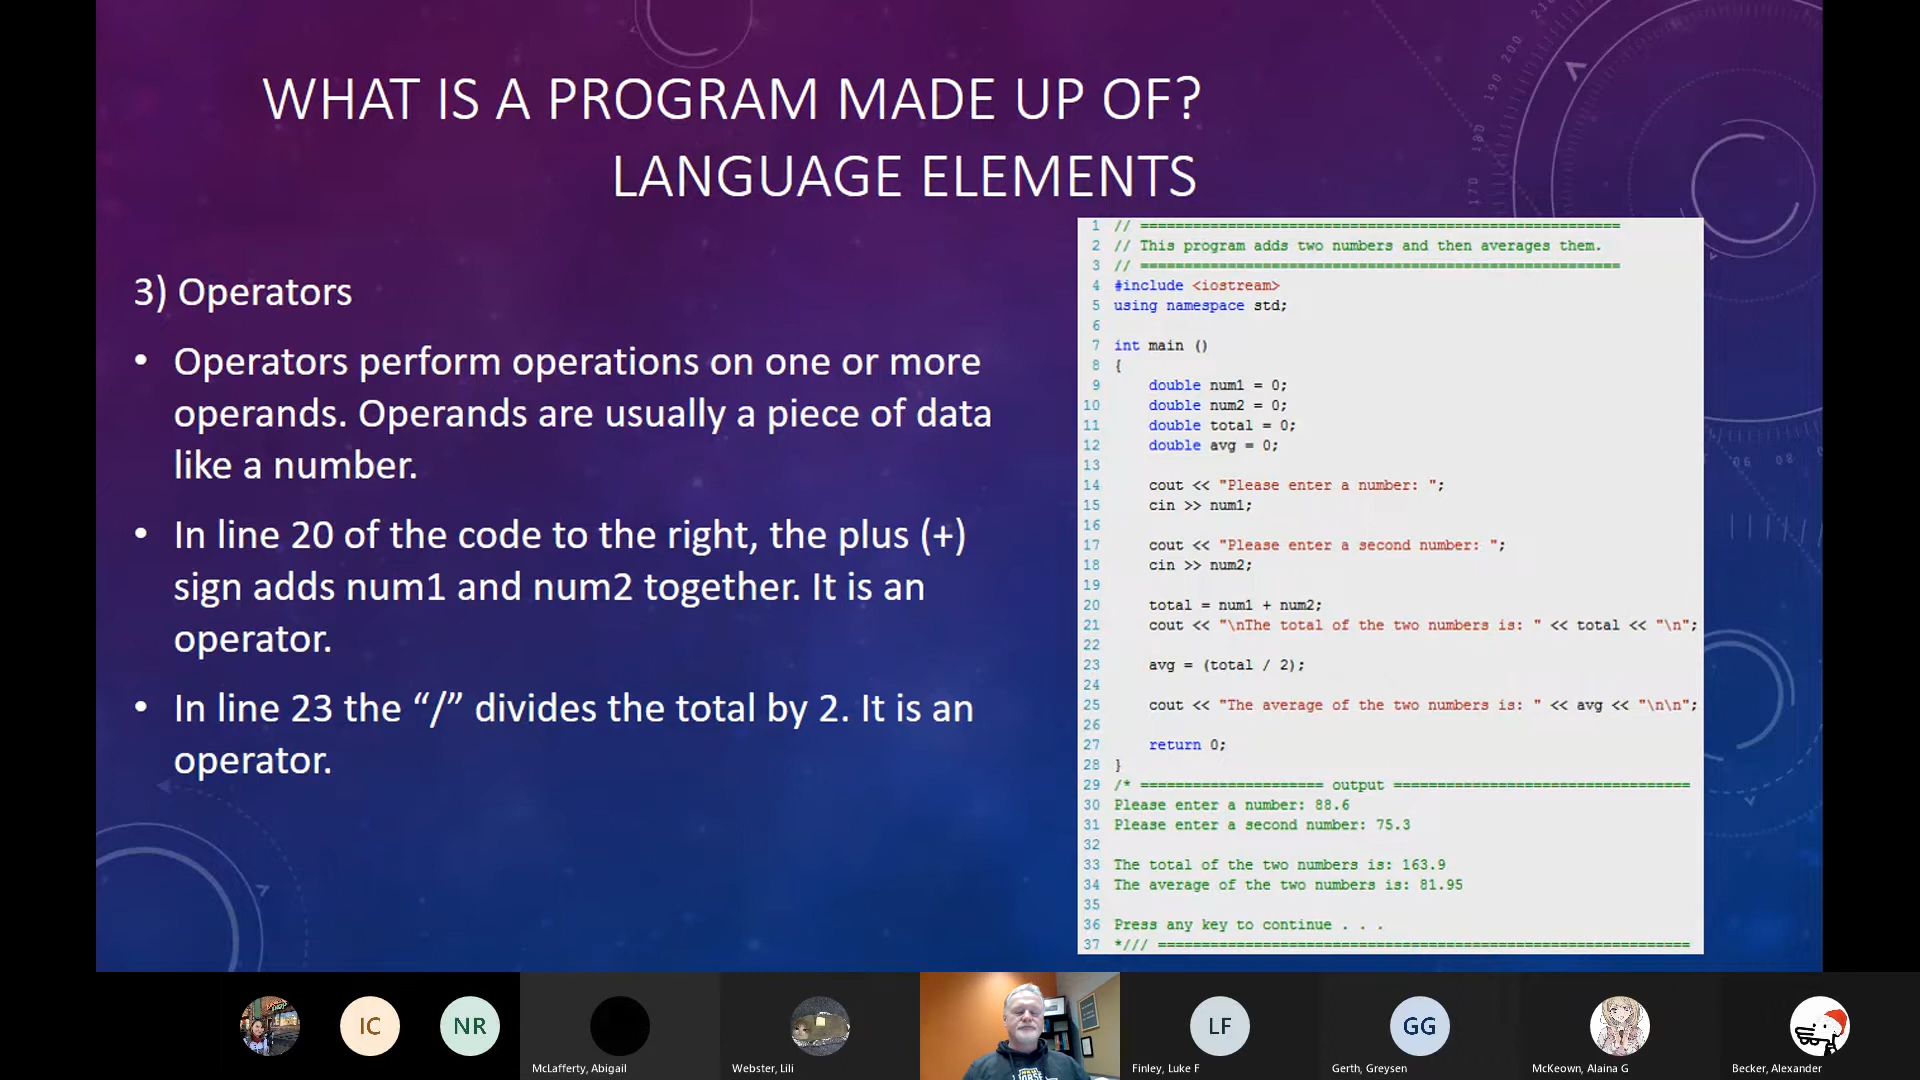 WHAT IS A PROGRAM MADE UP OF?
LANGUAGE ELEMENTS
3) Operators
• Operators perform operations on one or more
operands. Operands are usually a piece of data
like a number.
• In line 20 of the code to the right, the plus (+)
sign adds num1 and num2 together. It is an
operator.
• In line 23 the “/” divides the total by 2. It is an
operator.
1 // =======================================================
2 // This program adds two numbers and then averages them.
3 // =======================================================
4 #include <iostream>
5 using namespace std;
6
7 int main ()
8 {
9 double num1 = 0;
10 double num2 = 0;
11 double total = 0;
12 double avg = 0;
13
14 cout << "Please enter a number: ";
15 cin >> num1;
16
17 cout << "Please enter a second number: ";
18 cin >> num2;
19
20 total = num1 + num2;
21 cout << "\nThe total of the two numbers is: " << total << "\n";
22
23 avg = (total / 2);
24
25 cout << "The average of the two numbers is: " << avg << "\n\n";
26
27 return 0;
28 }
29 /* ===================== output ==================================
30 Please enter a number: 88.6
31 Please enter a second number: 75.3
32
33 The total of the two numbers is: 163.9
34 The average of the two numbers is: 81.95
35
36 Press any key to continue . . .
37 */// =============================================================
IC
NR
LF
GG
McLafferty, Abigail
Webster, Lili
Finley, Luke F
Gerth, Greysen
McKeown, Alaina G
Becker, Alexander